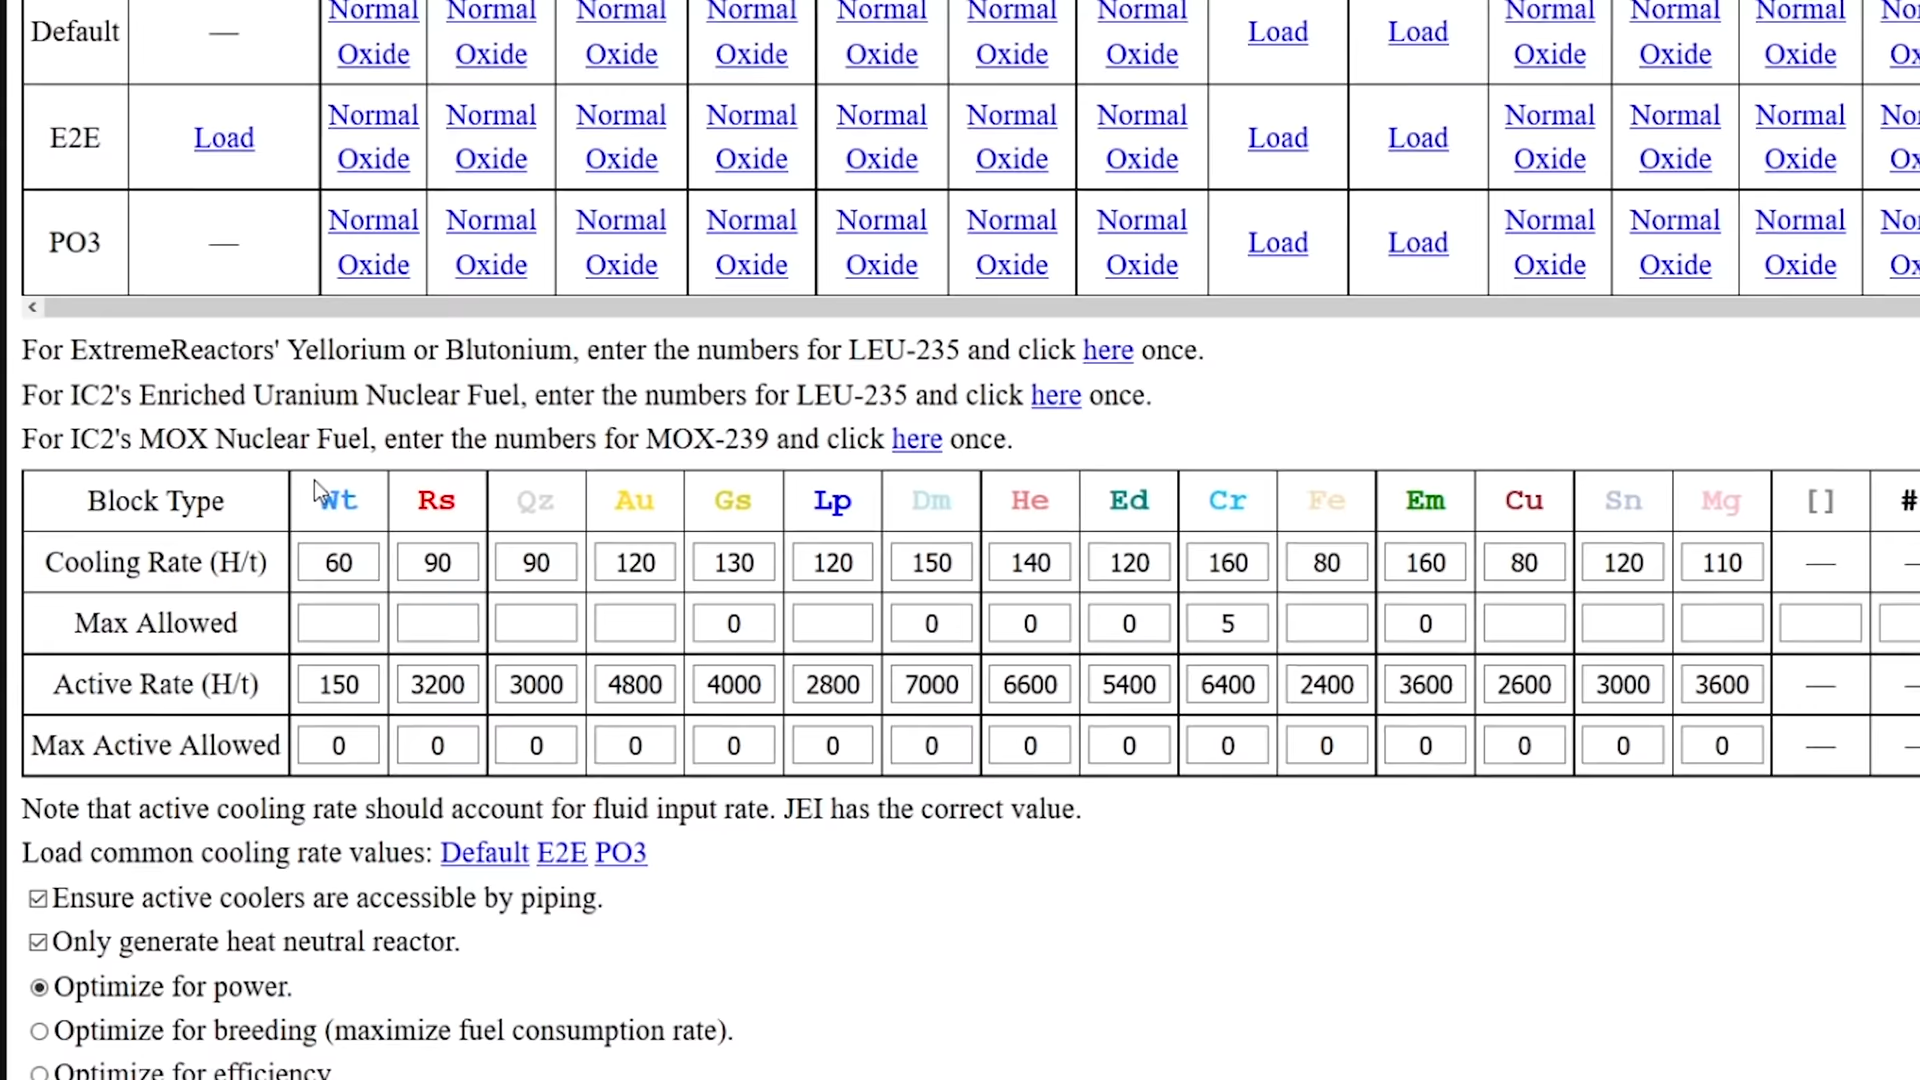 Default — Normal Normal Normal Normal Normal Normal Normal Load Load Normal Normal Normal
Oxide Oxide Oxide Oxide Oxide Oxide Oxide Oxide Oxide Oxide
E2E Load Normal Normal Normal Normal Normal Normal Normal Load Load Normal Normal Normal
Oxide Oxide Oxide Oxide Oxide Oxide Oxide Oxide Oxide Oxide
PO3 — Normal Normal Normal Normal Normal Normal Normal Load Load Normal Normal Normal
Oxide Oxide Oxide Oxide Oxide Oxide Oxide Oxide Oxide Oxide
For ExtremeReactors' Yellorium or Blutonium, enter the numbers for LEU-235 and click here once.
For IC2's Enriched Uranium Nuclear Fuel, enter the numbers for LEU-235 and click here once.
For IC2's MOX Nuclear Fuel, enter the numbers for MOX-239 and click here once.
Block Type Wt Rs Qz Au Gs Lp Dm He Ed Cr Fe Em Cu Sn Mg [] #
Cooling Rate (H/t) 60 90 90 120 130 120 150 140 120 160 80 160 80 120 110 — —
Max Allowed 0 0 0 0 5 0
Active Rate (H/t) 150 3200 3000 4800 4000 2800 7000 6600 5400 6400 2400 3600 2600 3000 3600 — —
Max Active Allowed 0 0 0 0 0 0 0 0 0 0 0 0 0 0 0 — —
Note that active cooling rate should account for fluid input rate. JEI has the correct value.
Load common cooling rate values: Default E2E PO3
Ensure active coolers are accessible by piping.
Only generate heat neutral reactor.
Optimize for power.
Optimize for breeding (maximize fuel consumption rate).
Optimize for efficiency